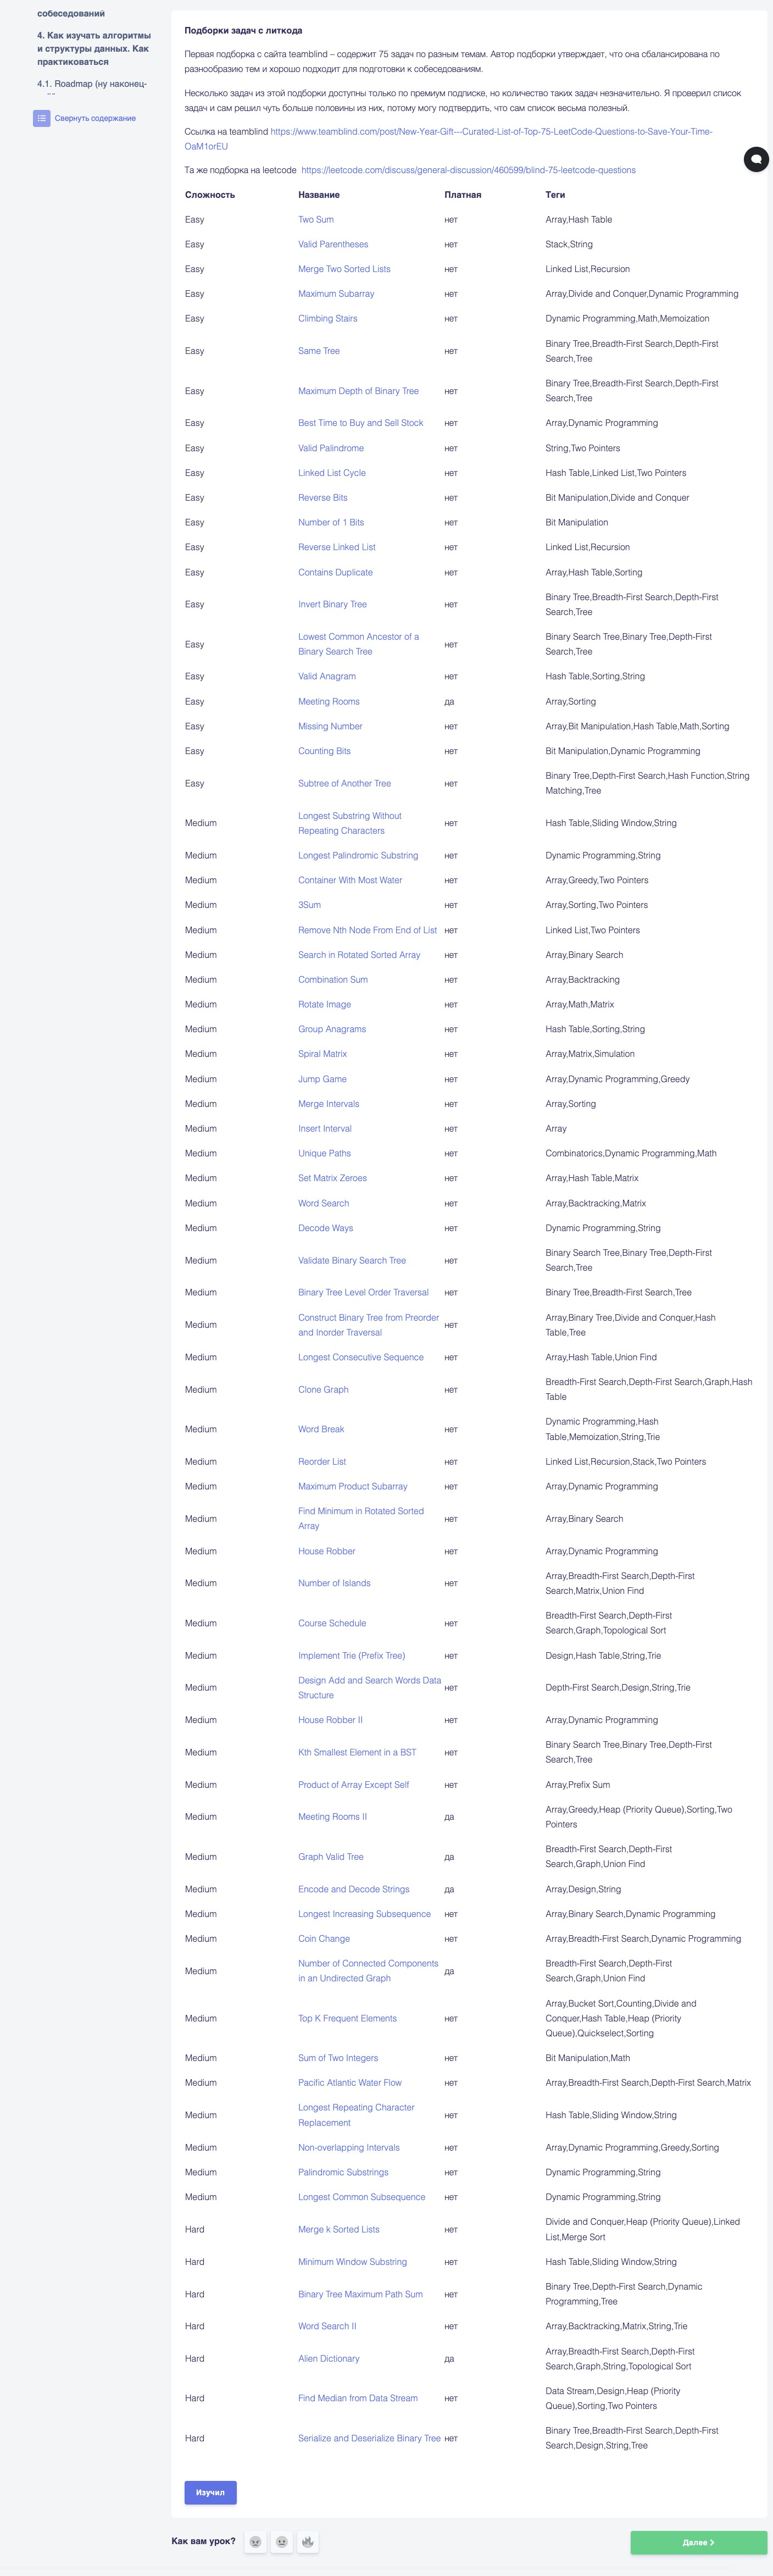 собеседований
4. Как изучать алгоритмы
и структуры данных. Как
практиковаться
4.1. Roadmap (ну наконец-
Свернуть содержание
Подборки задач с литкода
Первая подборка с сайта teamblind – содержит 75 задач по разным темам. Автор подборки утверждает, что она сбалансирована по
разнообразию тем и хорошо подходит для подготовки к собеседованиям.
Несколько задач из этой подборки доступны только по премиум подписке, но количество таких задач незначительно. Я проверил список
задач и сам решил чуть больше половины из них, потому могу подтвердить, что сам список весьма полезный.
Ссылка на teamblind https://www.teamblind.com/post/New-Year-Gift---Curated-List-of-Top-75-LeetCode-Questions-to-Save-Your-Time-
OaM1orEU
Та же подборка на leetcode https://leetcode.com/discuss/general-discussion/460599/blind-75-leetcode-questions
Сложность Название Платная Теги
Easy Two Sum нет Array,Hash Table
Easy Valid Parentheses нет Stack,String
Easy Merge Two Sorted Lists нет Linked List,Recursion
Easy Maximum Subarray нет Array,Divide and Conquer,Dynamic Programming
Easy Climbing Stairs нет Dynamic Programming,Math,Memoization
Easy Same Tree нет Binary Tree,Breadth-First Search,Depth-First
Search,Tree
Easy Maximum Depth of Binary Tree нет Binary Tree,Breadth-First Search,Depth-First
Search,Tree
Easy Best Time to Buy and Sell Stock нет Array,Dynamic Programming
Easy Valid Palindrome нет String,Two Pointers
Easy Linked List Cycle нет Hash Table,Linked List,Two Pointers
Easy Reverse Bits нет Bit Manipulation,Divide and Conquer
Easy Number of 1 Bits нет Bit Manipulation
Easy Reverse Linked List нет Linked List,Recursion
Easy Contains Duplicate нет Array,Hash Table,Sorting
Easy Invert Binary Tree нет Binary Tree,Breadth-First Search,Depth-First
Search,Tree
Easy Lowest Common Ancestor of a
Binary Search Tree нет Binary Search Tree,Binary Tree,Depth-First
Search,Tree
Easy Valid Anagram нет Hash Table,Sorting,String
Easy Meeting Rooms да Array,Sorting
Easy Missing Number нет Array,Bit Manipulation,Hash Table,Math,Sorting
Easy Counting Bits нет Bit Manipulation,Dynamic Programming
Easy Subtree of Another Tree нет Binary Tree,Depth-First Search,Hash Function,String
Matching,Tree
Medium Longest Substring Without
Repeating Characters нет Hash Table,Sliding Window,String
Medium Longest Palindromic Substring нет Dynamic Programming,String
Medium Container With Most Water нет Array,Greedy,Two Pointers
Medium 3Sum нет Array,Sorting,Two Pointers
Medium Remove Nth Node From End of List нет Linked List,Two Pointers
Medium Search in Rotated Sorted Array нет Array,Binary Search
Medium Combination Sum нет Array,Backtracking
Medium Rotate Image нет Array,Math,Matrix
Medium Group Anagrams нет Hash Table,Sorting,String
Medium Spiral Matrix нет Array,Matrix,Simulation
Medium Jump Game нет Array,Dynamic Programming,Greedy
Medium Merge Intervals нет Array,Sorting
Medium Insert Interval нет Array
Medium Unique Paths нет Combinatorics,Dynamic Programming,Math
Medium Set Matrix Zeroes нет Array,Hash Table,Matrix
Medium Word Search нет Array,Backtracking,Matrix
Medium Decode Ways нет Dynamic Programming,String
Medium Validate Binary Search Tree нет Binary Search Tree,Binary Tree,Depth-First
Search,Tree
Medium Binary Tree Level Order Traversal нет Binary Tree,Breadth-First Search,Tree
Medium Construct Binary Tree from Preorder
and Inorder Traversal нет Array,Binary Tree,Divide and Conquer,Hash
Table,Tree
Medium Longest Consecutive Sequence нет Array,Hash Table,Union Find
Medium Clone Graph нет Breadth-First Search,Depth-First Search,Graph,Hash
Table
Medium Word Break нет Dynamic Programming,Hash
Table,Memoization,String,Trie
Medium Reorder List нет Linked List,Recursion,Stack,Two Pointers
Medium Maximum Product Subarray нет Array,Dynamic Programming
Medium Find Minimum in Rotated Sorted
Array нет Array,Binary Search
Medium House Robber нет Array,Dynamic Programming
Medium Number of Islands нет Array,Breadth-First Search,Depth-First
Search,Matrix,Union Find
Medium Course Schedule нет Breadth-First Search,Depth-First
Search,Graph,Topological Sort
Medium Implement Trie (Prefix Tree) нет Design,Hash Table,String,Trie
Medium Design Add and Search Words Data
Structure нет Depth-First Search,Design,String,Trie
Medium House Robber II нет Array,Dynamic Programming
Medium Kth Smallest Element in a BST нет Binary Search Tree,Binary Tree,Depth-First
Search,Tree
Medium Product of Array Except Self нет Array,Prefix Sum
Medium Meeting Rooms II да Array,Greedy,Heap (Priority Queue),Sorting,Two
Pointers
Medium Graph Valid Tree да Breadth-First Search,Depth-First
Search,Graph,Union Find
Medium Encode and Decode Strings да Array,Design,String
Medium Longest Increasing Subsequence нет Array,Binary Search,Dynamic Programming
Medium Coin Change нет Array,Breadth-First Search,Dynamic Programming
Medium Number of Connected Components
in an Undirected Graph да Breadth-First Search,Depth-First
Search,Graph,Union Find
Medium Top K Frequent Elements нет Array,Bucket Sort,Counting,Divide and
Conquer,Hash Table,Heap (Priority
Queue),Quickselect,Sorting
Medium Sum of Two Integers нет Bit Manipulation,Math
Medium Pacific Atlantic Water Flow нет Array,Breadth-First Search,Depth-First Search,Matrix
Medium Longest Repeating Character
Replacement нет Hash Table,Sliding Window,String
Medium Non-overlapping Intervals нет Array,Dynamic Programming,Greedy,Sorting
Medium Palindromic Substrings нет Dynamic Programming,String
Medium Longest Common Subsequence нет Dynamic Programming,String
Hard Merge k Sorted Lists нет Divide and Conquer,Heap (Priority Queue),Linked
List,Merge Sort
Hard Minimum Window Substring нет Hash Table,Sliding Window,String
Hard Binary Tree Maximum Path Sum нет Binary Tree,Depth-First Search,Dynamic
Programming,Tree
Hard Word Search II нет Array,Backtracking,Matrix,String,Trie
Hard Alien Dictionary да Array,Breadth-First Search,Depth-First
Search,Graph,String,Topological Sort
Hard Find Median from Data Stream нет Data Stream,Design,Heap (Priority
Queue),Sorting,Two Pointers
Hard Serialize and Deserialize Binary Tree нет Binary Tree,Breadth-First Search,Depth-First
Search,Design,String,Tree
Изучил
Как вам урок?
Далее